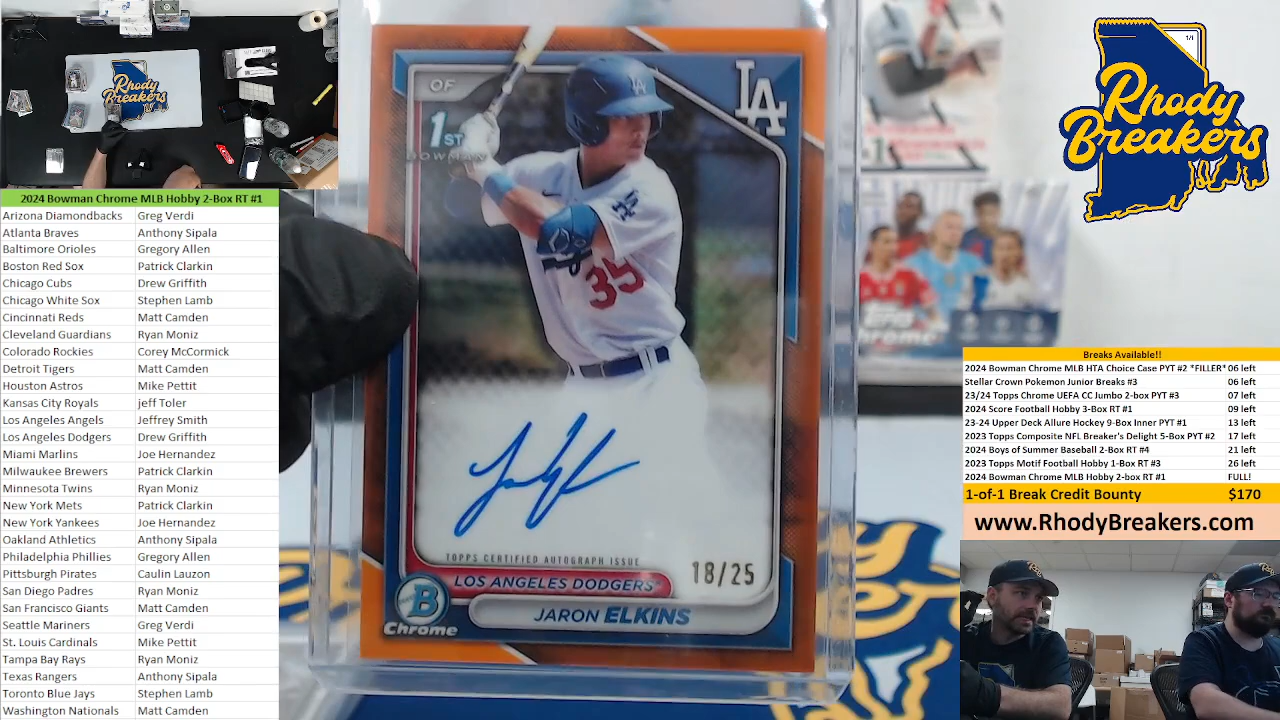 Rhody
Breakers
2024 Bowman Chrome MLB Hobby 2-Box RT #1
Arizona Diamondbacks Greg Verdi
Atlanta Braves Anthony Sipala
Baltimore Orioles Gregory Allen
Boston Red Sox Patrick Clarkin
Chicago Cubs Drew Griffith
Chicago White Sox Stephen Lamb
Cincinnati Reds Matt Camden
Cleveland Guardians Ryan Moniz
Colorado Rockies Corey McCormick
Detroit Tigers Matt Camden
Houston Astros Mike Pettit
Kansas City Royals jeff Toler
Los Angeles Angels Jeffrey Smith
Los Angeles Dodgers Drew Griffith
Miami Marlins Joe Hernandez
Milwaukee Brewers Patrick Clarkin
Minnesota Twins Ryan Moniz
New York Mets Patrick Clarkin
New York Yankees Joe Hernandez
Oakland Athletics Anthony Sipala
Philadelphia Phillies Gregory Allen
Pittsburgh Pirates Caulin Lauzon
San Diego Padres Ryan Moniz
San Francisco Giants Matt Camden
Seattle Mariners Greg Verdi
St. Louis Cardinals Mike Pettit
Tampa Bay Rays Ryan Moniz
Texas Rangers Anthony Sipala
Toronto Blue Jays Stephen Lamb
Washington Nationals Matt Camden
OF
LA
1ST
BOWMAN
LA
35
TOPPS CERTIFIED AUTOGRAPH ISSUE
18/25
LOS ANGELES DODGERS
B
Chrome
JARON ELKINS
1/1
Rhody
Breakers
Breaks Available!!
2024 Bowman Chrome MLB HTA Choice Case PYT #2 *FILLER* 06 left
Stellar Crown Pokemon Junior Breaks #3 06 left
23/24 Topps Chrome UEFA CC Jumbo 2-box PYT #3 07 left
2024 Score Football Hobby 3-Box RT #1 09 left
23-24 Upper Deck Allure Hockey 9-Box Inner PYT #1 13 left
2023 Topps Composite NFL Breaker's Delight 5-Box PYT #2 17 left
2024 Boys of Summer Baseball 2-Box RT #4 21 left
2023 Topps Motif Football Hobby 1-Box RT #3 26 left
2024 Bowman Chrome MLB Hobby 2-box RT #1 FULL!
1-of-1 Break Credit Bounty $170
www.RhodyBreakers.com